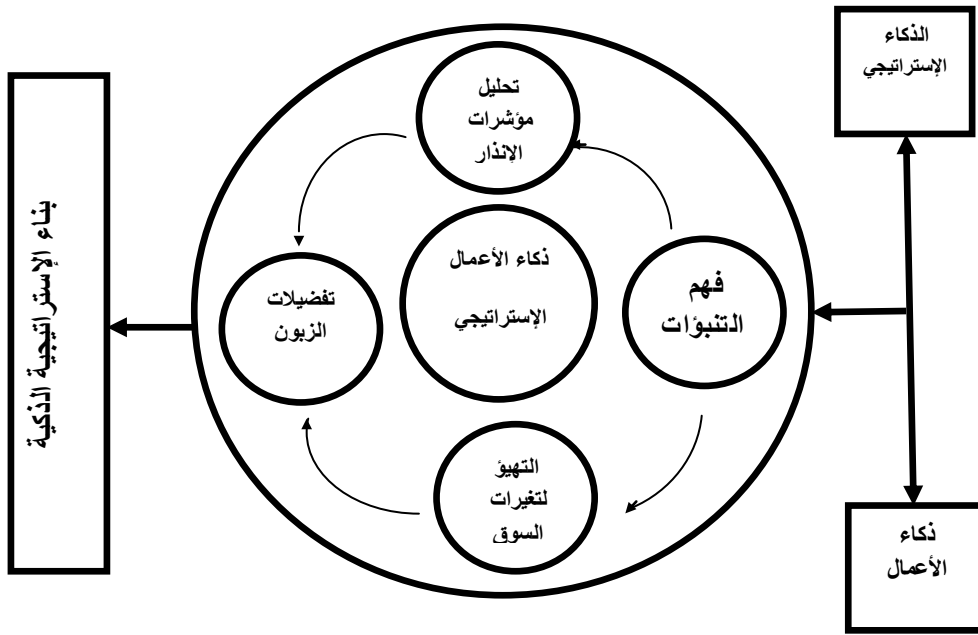 الذكاء
الإستراتيجي
تحليل
مؤشرات
الإنذار
ذكاء الأعمال
الإستراتيجي
فهم
التنبؤات
تفضيلات
الزبون
بناء الإستراتيجية الذكية
التهيؤ
لتغيرات
السوق
ذكاء
الأعمال